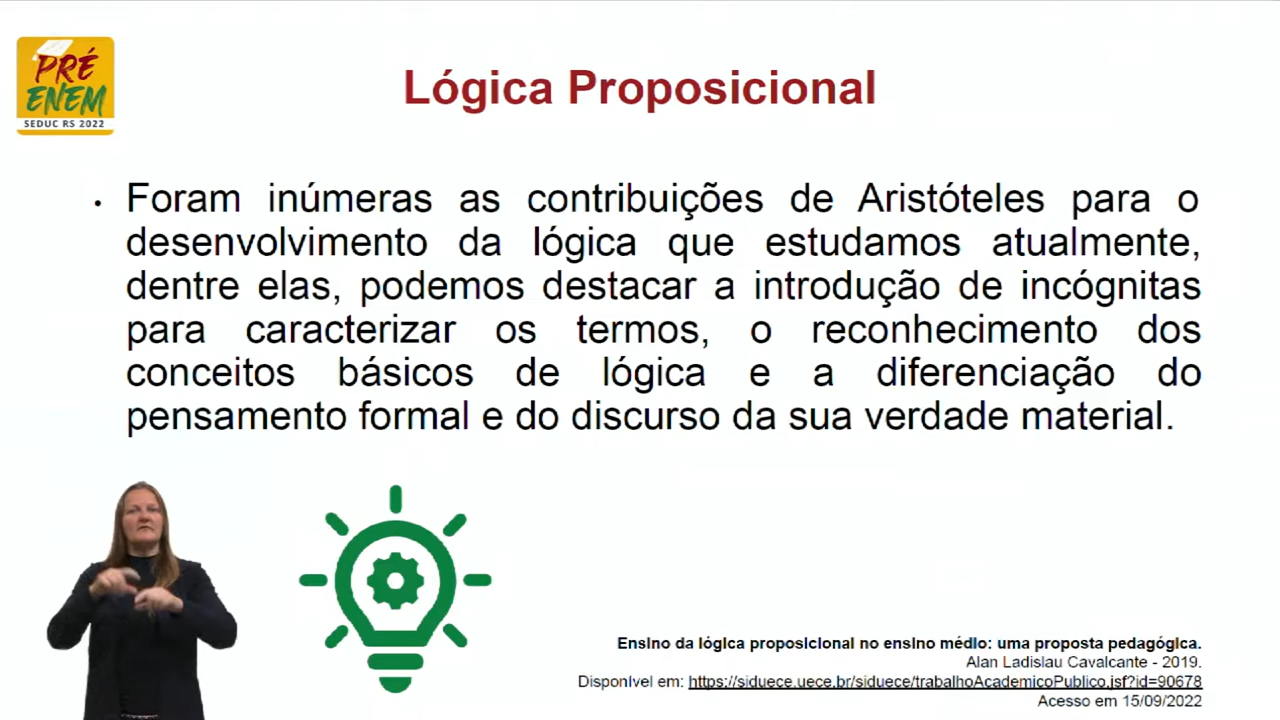 PRÉ
ENEM
SEDUC RS 2022
Lógica Proposicional
• Foram inúmeras as contribuições de Aristóteles para o
desenvolvimento da lógica que estudamos atualmente,
dentre elas, podemos destacar a introdução de incógnitas
para caracterizar os termos, o reconhecimento dos
conceitos básicos de lógica e a diferenciação do
pensamento formal e do discurso da sua verdade material.
Ensino da lógica proposicional no ensino médio: uma proposta pedagógica.
Alan Ladislau Cavalcante - 2019.
Disponível em: https://siduece.uece.br/siduece/trabalhoAcademicoPublico.jsf?id=90678
Acesso em 15/09/2022